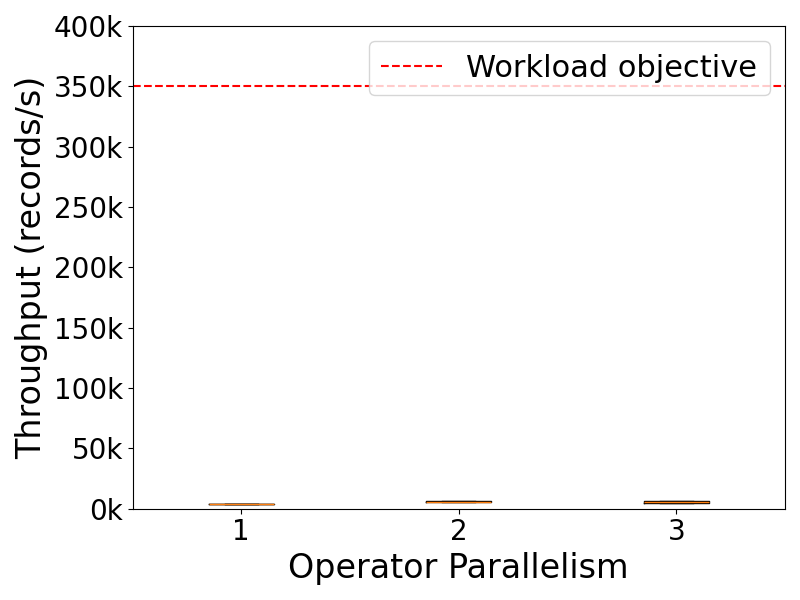 400k
Workload objective
350k
300k
250k
200k
150k
100k
50k
0k
Throughput (records/s)
1 2 3
Operator Parallelism